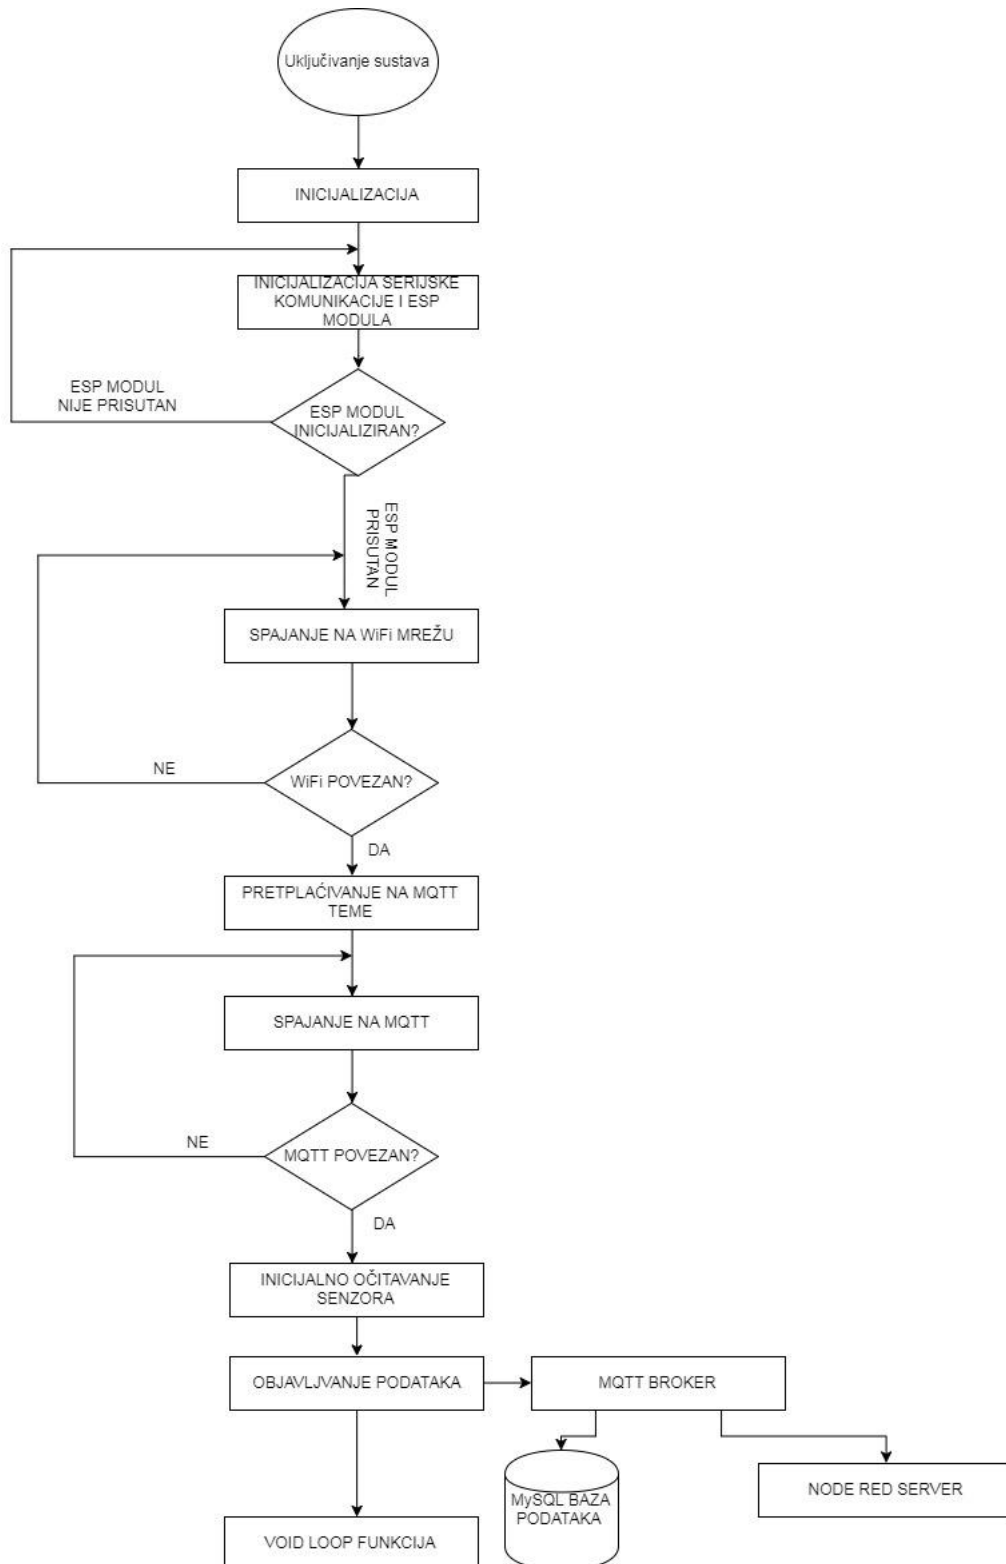 Uključivanje sustava
INICIJALIZACIJA
INICIJALIZACIJA SERIJSKE
KOMUNIKACIJE I ESP
MODULA
ESP MODUL
NIJE PRISUTAN
ESP MODUL
INICIJALIZIRAN?
ESP MODUL
PRISUTAN
SPAJANJE NA WiFi MREŽU
NE
WiFi POVEZAN?
DA
PRETPLAĆIVANJE NA MQTT
TEME
SPAJANJE NA MQTT
NE
MQTT POVEZAN?
DA
INICIJALNO OČITAVANJE
SENZORA
OBJAVLJVANJE PODATAKA
MQTT BROKER
MySQL BAZA
PODATAKA
NODE RED SERVER
VOID LOOP FUNKCIJA